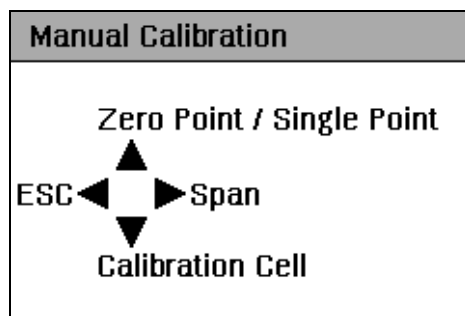 Manual Calibration
Zero Point / Single Point
ESC Span
Calibration Cell